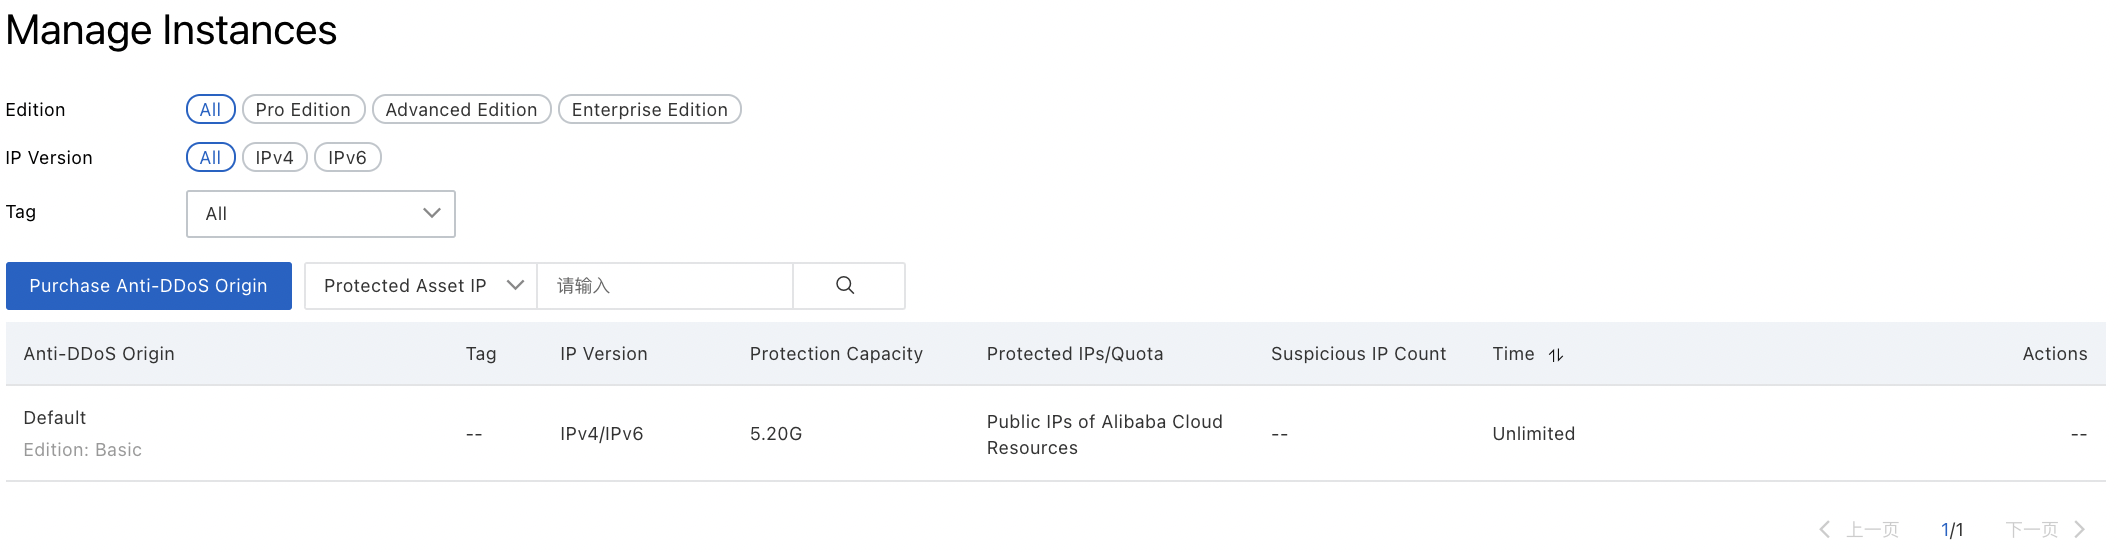 Manage Instances
Edition All Pro Edition Advanced Edition Enterprise Edition
IP Version All IPv4 IPv6
Tag All
Purchase Anti-DDoS Origin Protected Asset IP 请输入
Anti-DDoS Origin Tag IP Version Protection Capacity Protected IPs/Quota Suspicious IP Count Time Actions
Default
Edition: Basic
-- IPv4/IPv6 5.20G
Public IPs of Alibaba Cloud
Resources
-- Unlimited --
上一页 1/1 下一页